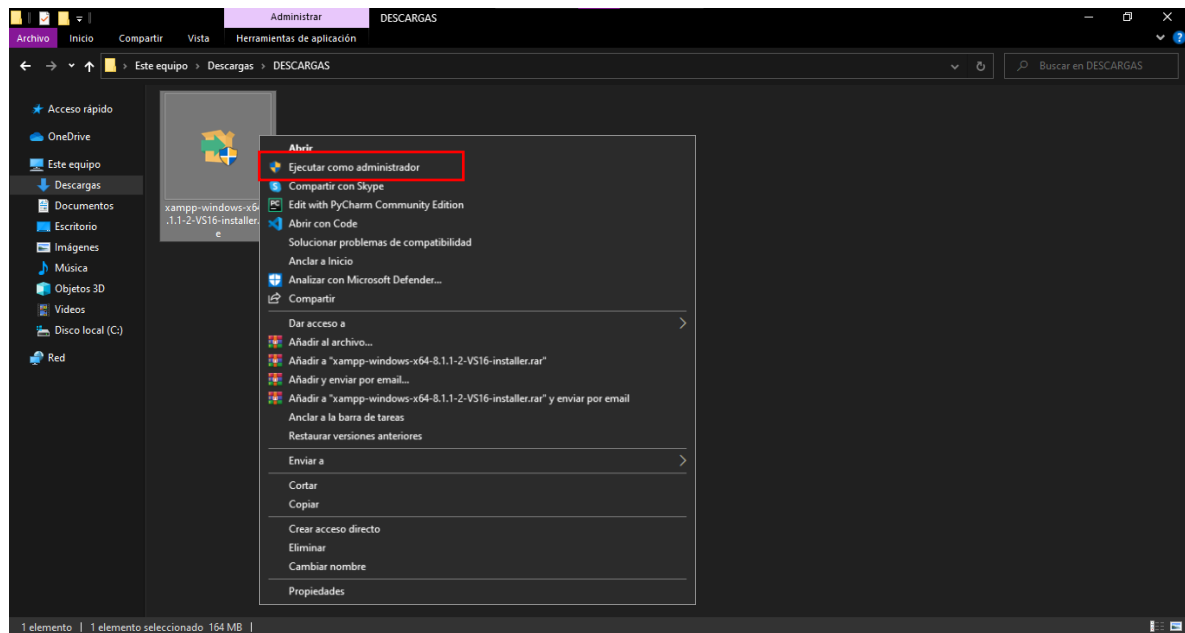 Administrar
DESCARGAS
Archivo
Inicio
Compartir
Vista
Herramientas de aplicación
Este equipo > Descargas > DESCARGAS
Buscar en DESCARGAS
Acceso rápido
OneDrive
Este equipo
Descargas
Documentos
Escritorio
Imágenes
Música
Objetos 3D
Videos
Disco local (C:)
Red
xampp-windows-x6
.1.1-2-VS16-installer.
e
Abrir
Ejecutar como administrador
Compartir con Skype
Edit with PyCharm Community Edition
Abrir con Code
Solucionar problemas de compatibilidad
Anclar a Inicio
Analizar con Microsoft Defender...
Compartir
Dar acceso a
Añadir al archivo...
Añadir a "xampp-windows-x64-8.1.1-2-VS16-installer.rar"
Añadir y enviar por email...
Añadir a "xampp-windows-x64-8.1.1-2-VS16-installer.rar" y enviar por email
Anclar a la barra de tareas
Restaurar versiones anteriores
Enviar a
Cortar
Copiar
Crear acceso directo
Eliminar
Cambiar nombre
Propiedades
1 elemento | 1 elemento seleccionado 164 MB |